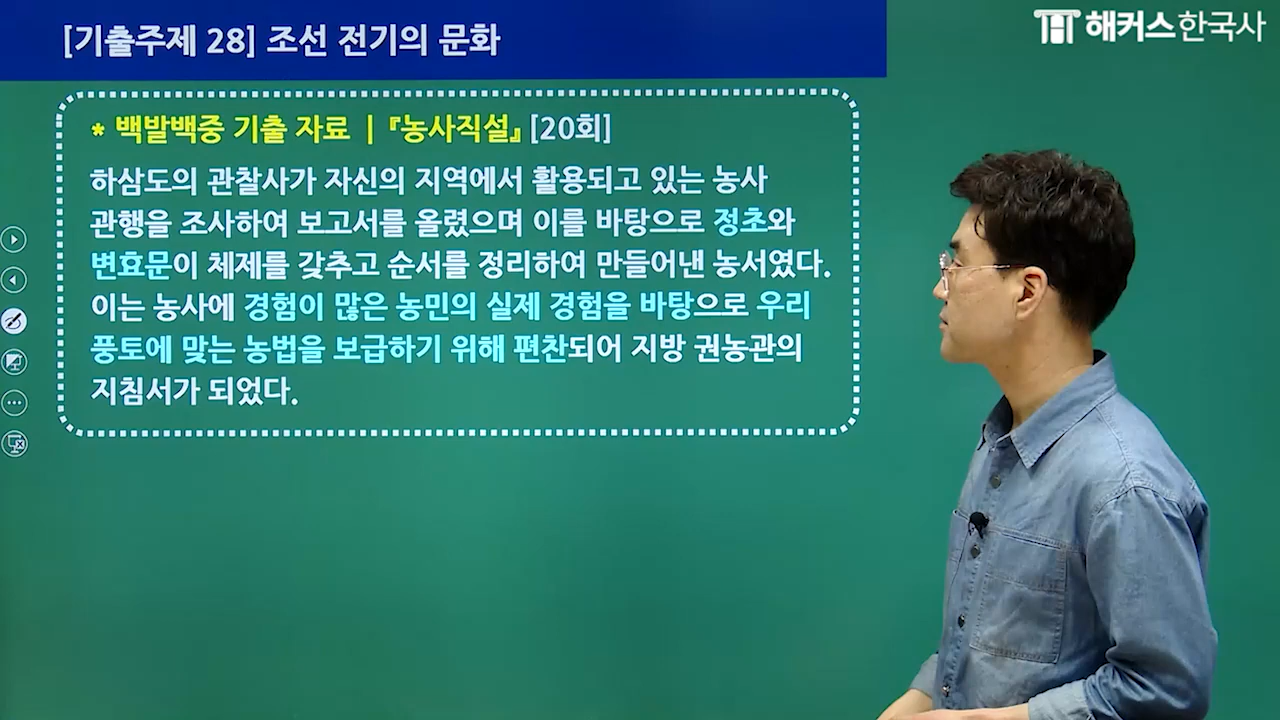 [기출주제 28] 조선 전기의 문화
해커스한국사
* 백발백중 기출 자료 | 『농사직설』 [20회]
하삼도의 관찰사가 자신의 지역에서 활용되고 있는 농사
관행을 조사하여 보고서를 올렸으며 이를 바탕으로 정초와
변효문이 체제를 갖추고 순서를 정리하여 만들어낸 농서였다.
이는 농사에 경험이 많은 농민의 실제 경험을 바탕으로 우리
풍토에 맞는 농법을 보급하기 위해 편찬되어 지방 권농관의
지침서가 되었다.